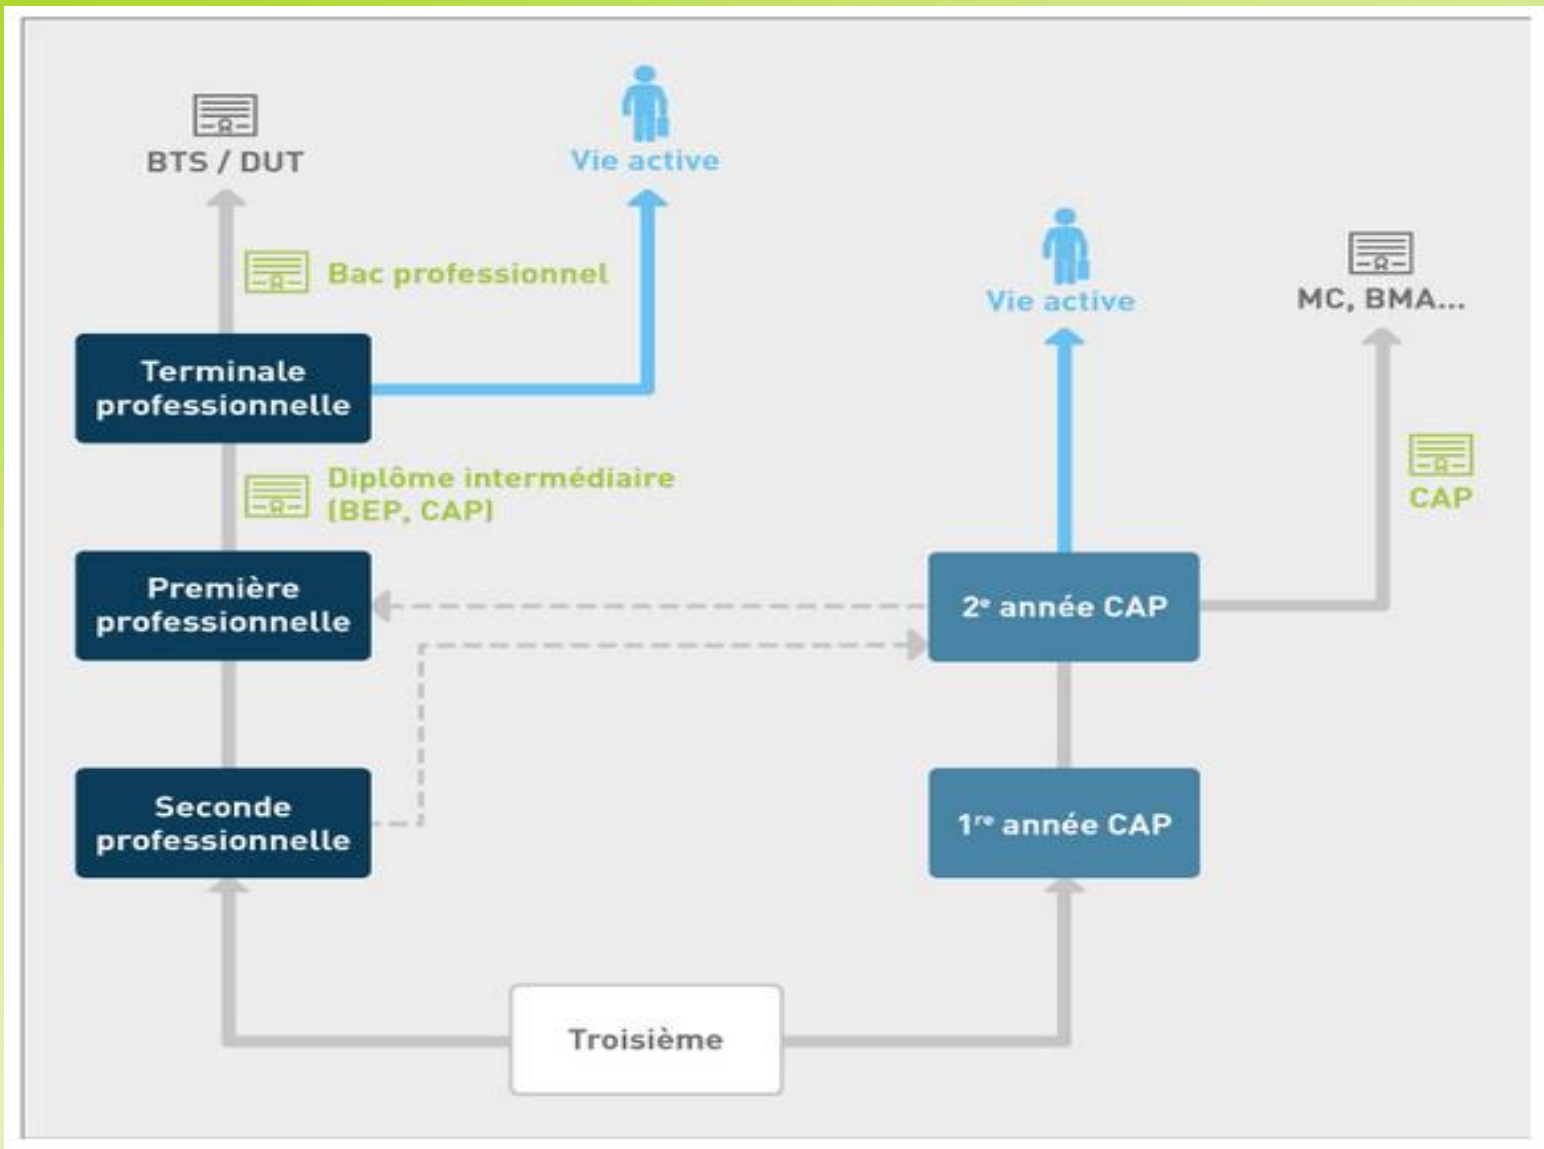 BTS / DUT
Vie active
Bac professionnel
Vie active
MC, BMA...
Terminale
professionnelle
Diplôme intermédiaire
(BEP, CAP)
CAP
Première
professionnelle
2e année CAP
Seconde
professionnelle
1re année CAP
Troisième